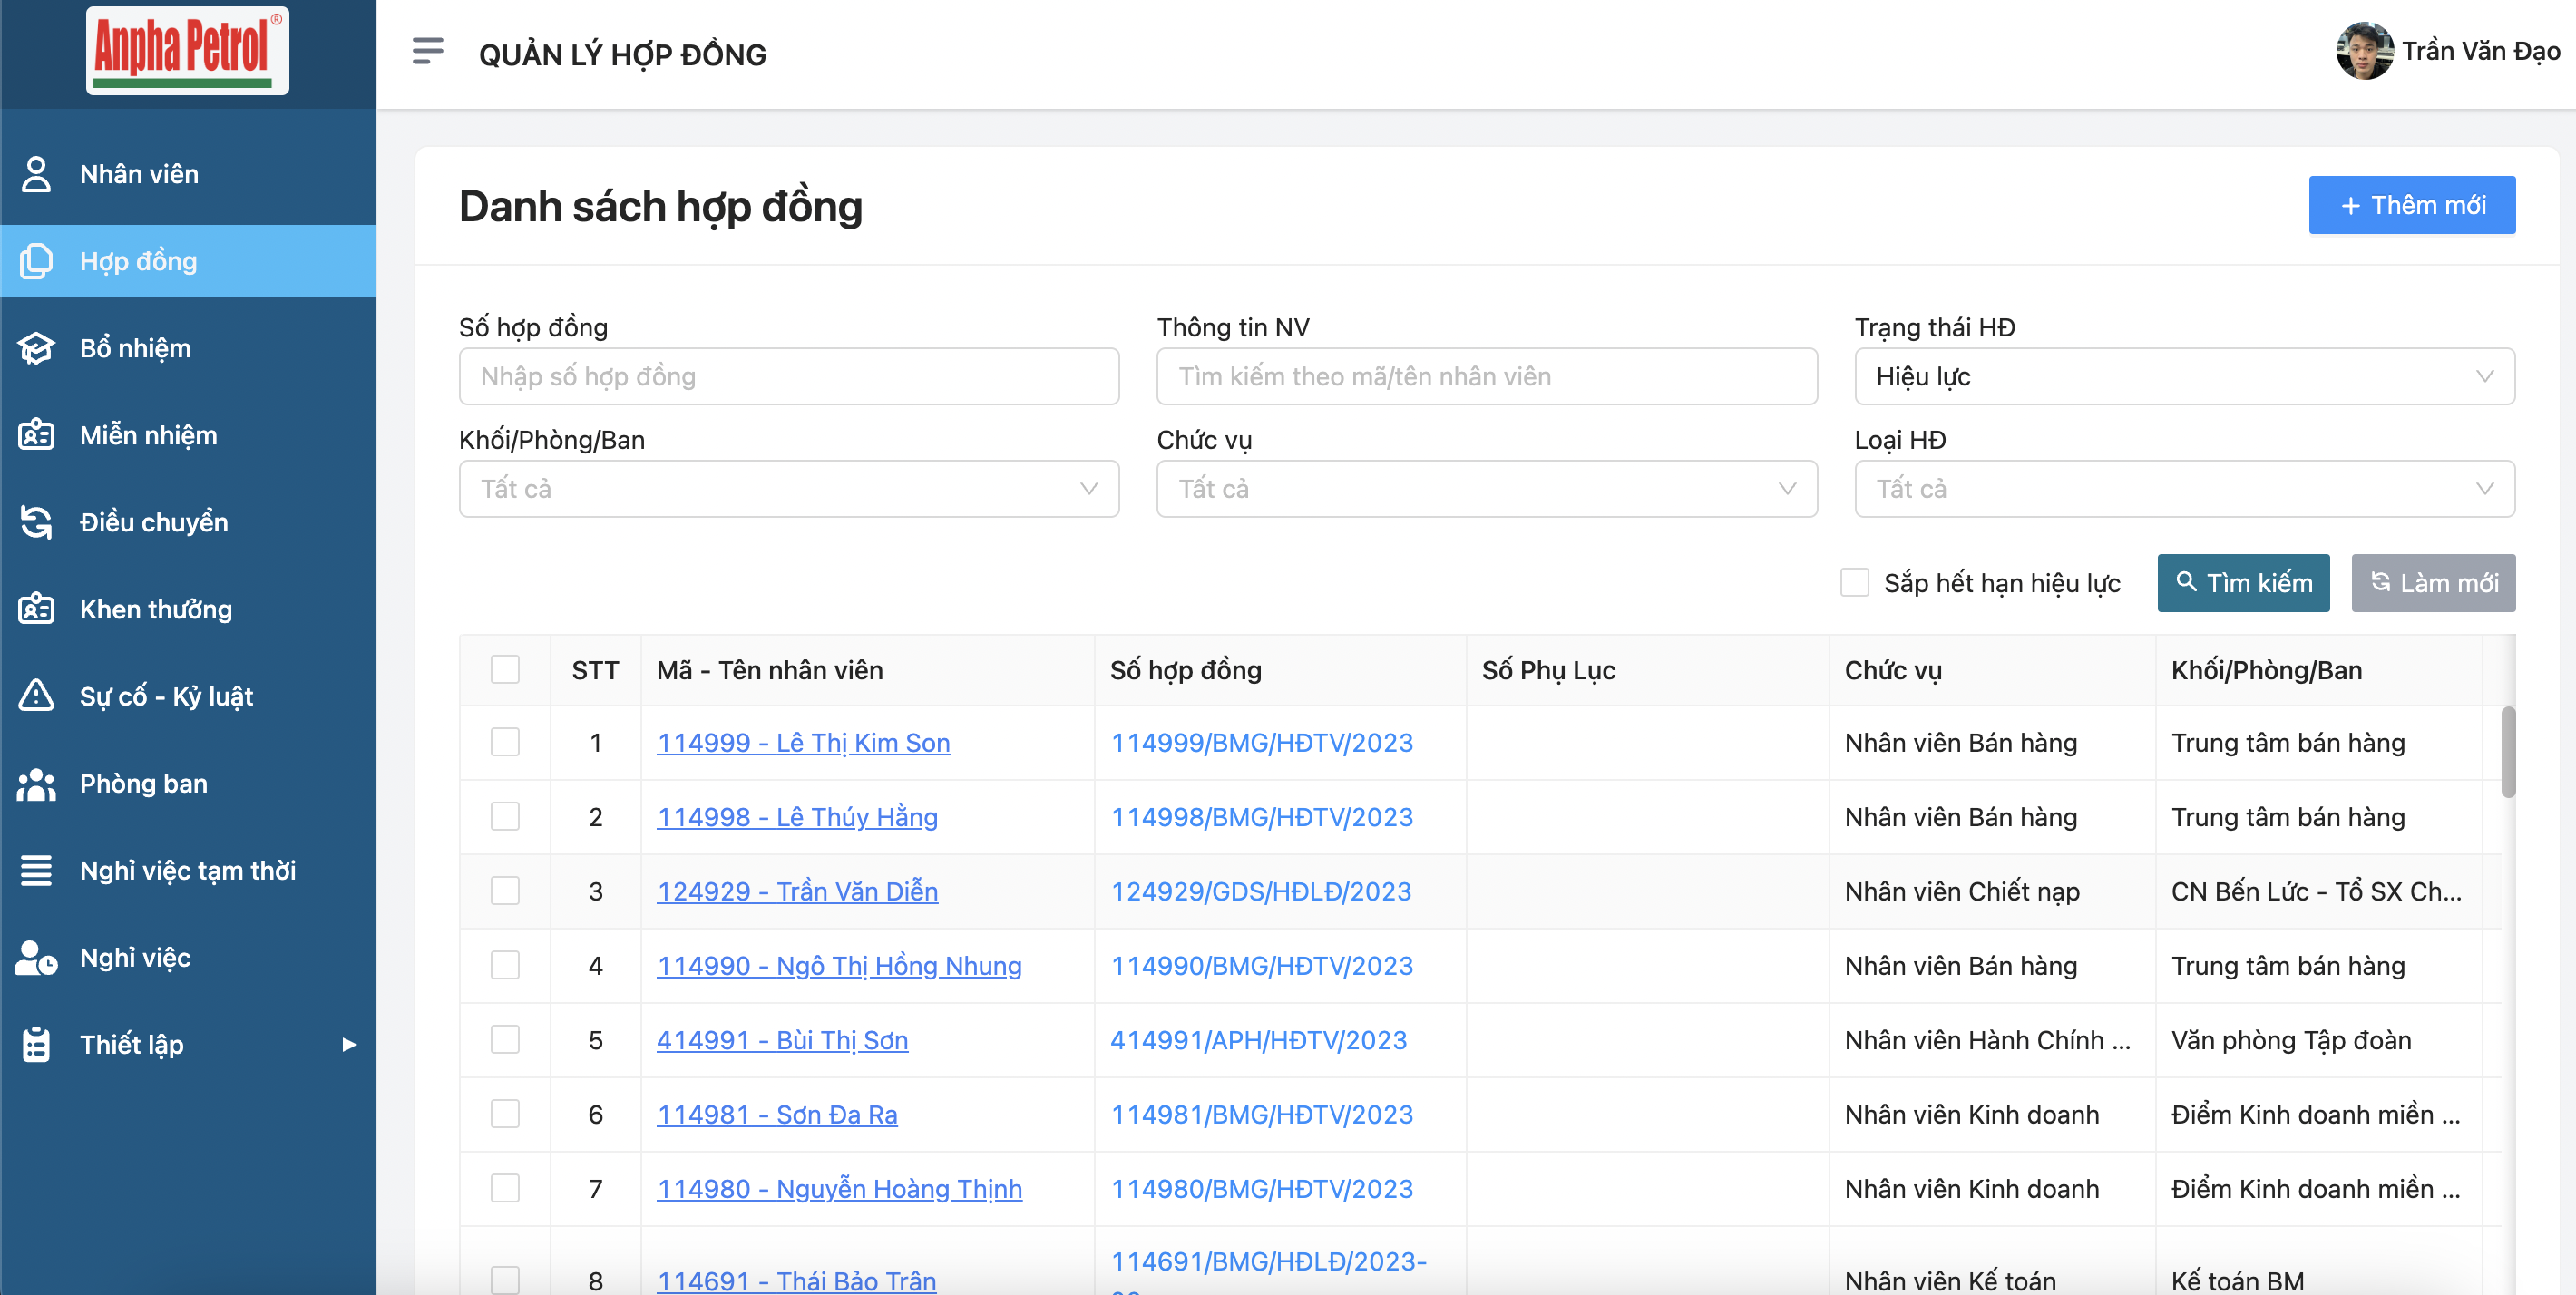 Anpha Petrol ®
QUẢN LÝ HỢP ĐỒNG
Trần Văn Đạo
Nhân viên
Hợp đồng
Bổ nhiệm
Miễn nhiệm
Điều chuyển
Khen thưởng
Sự cố - Kỷ luật
Phòng ban
Nghỉ việc tạm thời
Nghỉ việc
Thiết lập
Danh sách hợp đồng
+ Thêm mới
Số hợp đồng
Thông tin NV
Trạng thái HĐ
Nhập số hợp đồng
Tìm kiếm theo mã/tên nhân viên
Hiệu lực
Khối/Phòng/Ban
Chức vụ
Loại HĐ
Tất cả
Tất cả
Tất cả
Sắp hết hạn hiệu lực
Tìm kiếm
Làm mới
STT Mã - Tên nhân viên Số hợp đồng Số Phụ Lục Chức vụ Khối/Phòng/Ban
1 114999 - Lê Thị Kim Son 114999/BMG/HĐTV/2023 Nhân viên Bán hàng Trung tâm bán hàng
2 114998 - Lê Thúy Hằng 114998/BMG/HĐTV/2023 Nhân viên Bán hàng Trung tâm bán hàng
3 124929 - Trần Văn Diễn 124929/GDS/HĐLĐ/2023 Nhân viên Chiết nạp CN Bến Lức - Tổ SX Ch...
4 114990 - Ngô Thị Hồng Nhung 114990/BMG/HĐTV/2023 Nhân viên Bán hàng Trung tâm bán hàng
5 414991 - Bùi Thị Sơn 414991/APH/HĐTV/2023 Nhân viên Hành Chính ... Văn phòng Tập đoàn
6 114981 - Sơn Đa Ra 114981/BMG/HĐTV/2023 Nhân viên Kinh doanh Điểm Kinh doanh miền ...
7 114980 - Nguyễn Hoàng Thịnh 114980/BMG/HĐTV/2023 Nhân viên Kinh doanh Điểm Kinh doanh miền ...
8 114691 - Thái Bảo Trân 114691/BMG/HĐLĐ/2023- Nhân viên Kế toán Kế toán BM